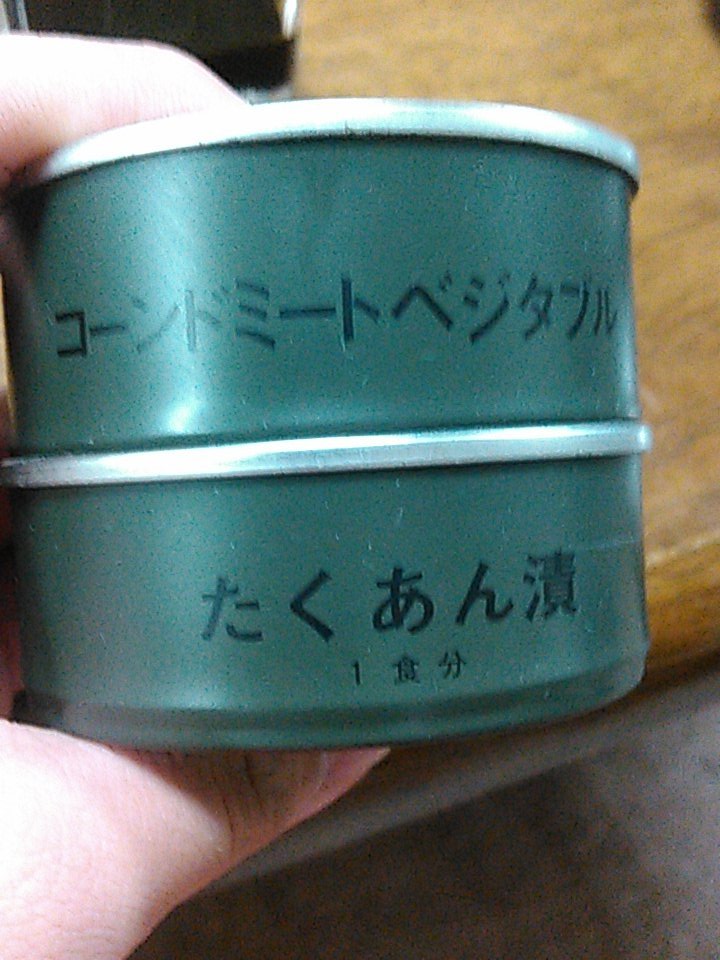 コーンドミートベジタブル
たくあん漬
1食分